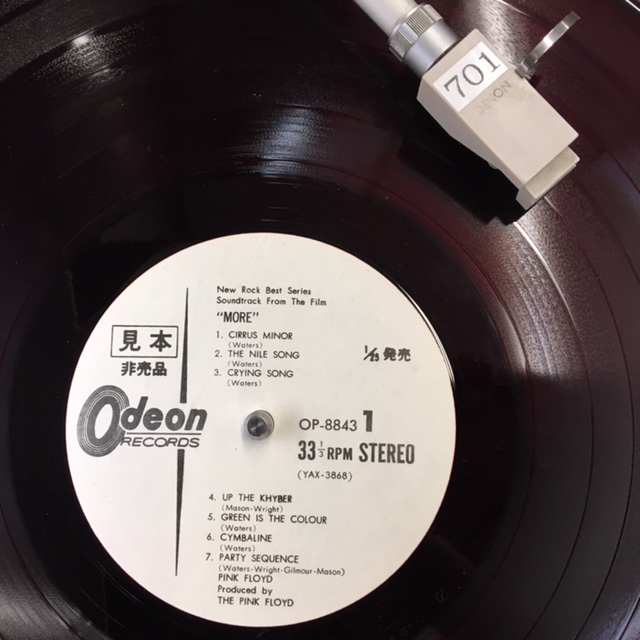 701
DENON
New Rock Best Series
Soundtrack From The Film
"MORE"
1. CIRRUS MINOR
(Waters)
2. THE NILE SONG
(Waters)
3. CRYING SONG
(Waters)
見本
非売品
発売
Odeon
RECORDS
OP-8843 1
33 1/3 RPM STEREO
(YAX-3868)
4. UP THE KHYBER
(Mason-Wright)
5. GREEN IS THE COLOUR
(Waters)
6. CYMBALINE
(Waters)
7. PARTY SEQUENCE
(Waters-Wright-Gilmour-Mason)
PINK FLOYD
Produced by
THE PINK FLOYD